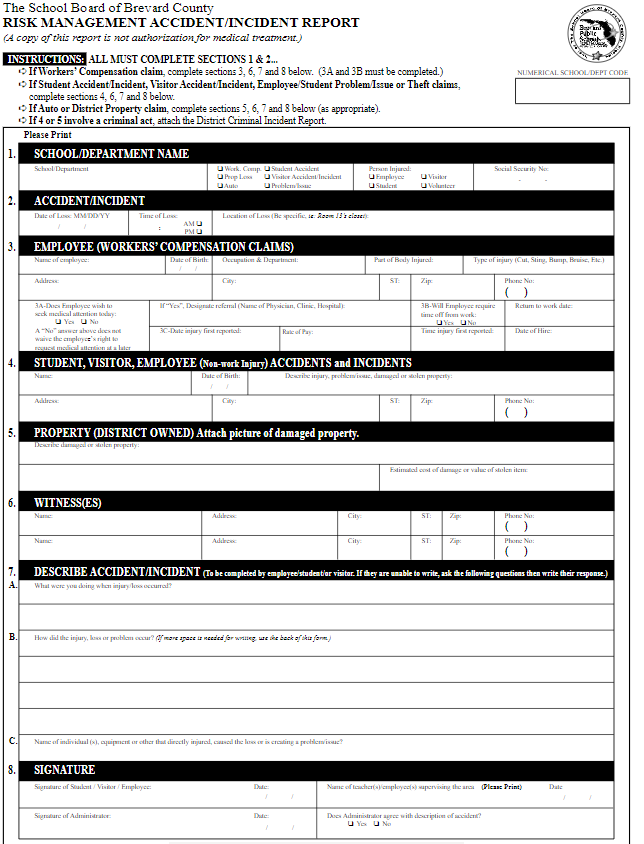 The School Board of Brevard County
RISK MANAGEMENT ACCIDENT/INCIDENT REPORT
(A copy of this report is not authorization for medical treatment.)
INSTRUCTIONS: ALL MUST COMPLETE SECTIONS 1 & 2...
➪ If Workers' Compensation claim, complete sections 3, 6, 7 and 8 below. (3A and 3B must be completed.)
➪ If Student Accident/Incident, Visitor Accident/Incident, Employee/Student Problem/Issue or Theft claims,
complete sections 4, 6, 7 and 8 below.
➪ If Auto or District Property claim, complete sections 5, 6, 7 and 8 below (as appropriate).
➪ If 4 or 5 involve a criminal act, attach the District Criminal Incident Report.
NUMERICAL SCHOOL/DEPT CODE
Please Print
1. SCHOOL/DEPARTMENT NAME
School/Department ❑ Work. Comp. ❑ Student Accident Person Injured: Social Security No:
❑ Prop Loss ❑ Visitor Accident/Incident ❑ Employee ❑ Visitor - -
❑ Auto ❑ Problem/Issue ❑ Student ❑ Volunteer
2. ACCIDENT/INCIDENT
Date of Loss: MM/DD/YY Time of Loss: Location of Loss (Be specific, ie: Room 13's closet):
/ / : AM ❑
PM ❑
3. EMPLOYEE (WORKERS' COMPENSATION CLAIMS)
Name of employee: Date of Birth: Occupation & Department: Part of Body Injured: Type of injury (Cut, Sting, Bump, Bruise, Etc.)
/ /
Address: City: ST: Zip: Phone No:
( )
3A-Does Employee wish to If "Yes", Designate referral (Name of Physician, Clinic, Hospital): 3B-Will Employee require Return to work date:
seek medical attention today: time off from work:
❑ Yes ❑ No ❑ Yes ❑ No
A "No" answer above does not 3C-Date injury first reported: Rate of Pay: Time injury first reported: Date of Hire:
waive the employee's right to
request medical attention at a later
4. STUDENT, VISITOR, EMPLOYEE (Non-work Injury) ACCIDENTS and INCIDENTS
Name: Date of Birth: Describe injury, problem/issue, damaged or stolen property:
/ /
Address: City: ST: Zip: Phone No:
( )
5. PROPERTY (DISTRICT OWNED) Attach picture of damaged property.
Describe damaged or stolen property:
Estimated cost of damage or value of stolen item:
6. WITNESS(ES)
Name: Address: City: ST: Zip: Phone No:
( )
Name: Address: City: ST: Zip: Phone No:
( )
7. DESCRIBE ACCIDENT/INCIDENT (To be completed by employee/student/or visitor. If they are unable to write, ask the following questions then write their response.)
A. What were you doing when injury/loss occurred?
B. How did the injury, loss or problem occur? (If more space is needed for writing, use the back of this form.)
C. Name of individual (s), equipment or other that directly injured, caused the loss or is creating a problem/issue?
8. SIGNATURE
Signature of Student / Visitor / Employee: Date: Name of teacher(s)/employee(s) supervising the area (Please Print) Date
/ / / /
Signature of Administrator: Date: Does Administrator agree with description of accident?
/ / ❑ Yes ❑ No